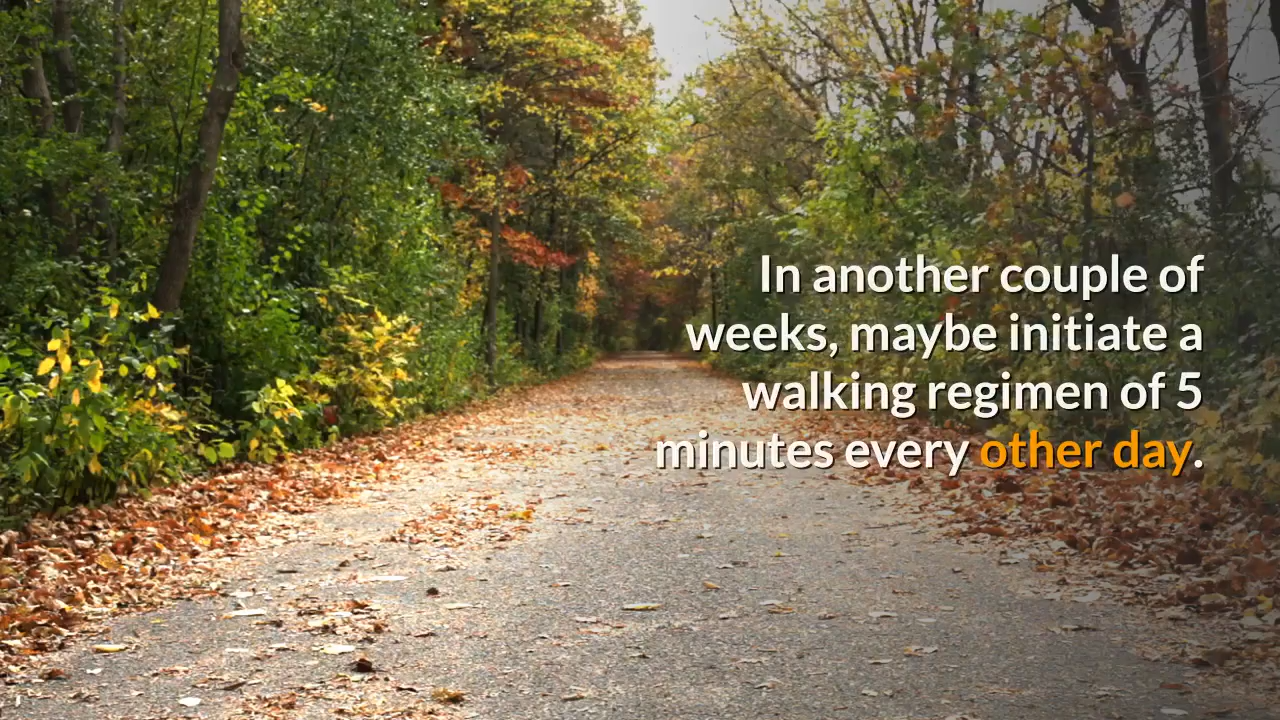 In another couple of
weeks, maybe initiate a
walking regimen of 5
minutes every other day.